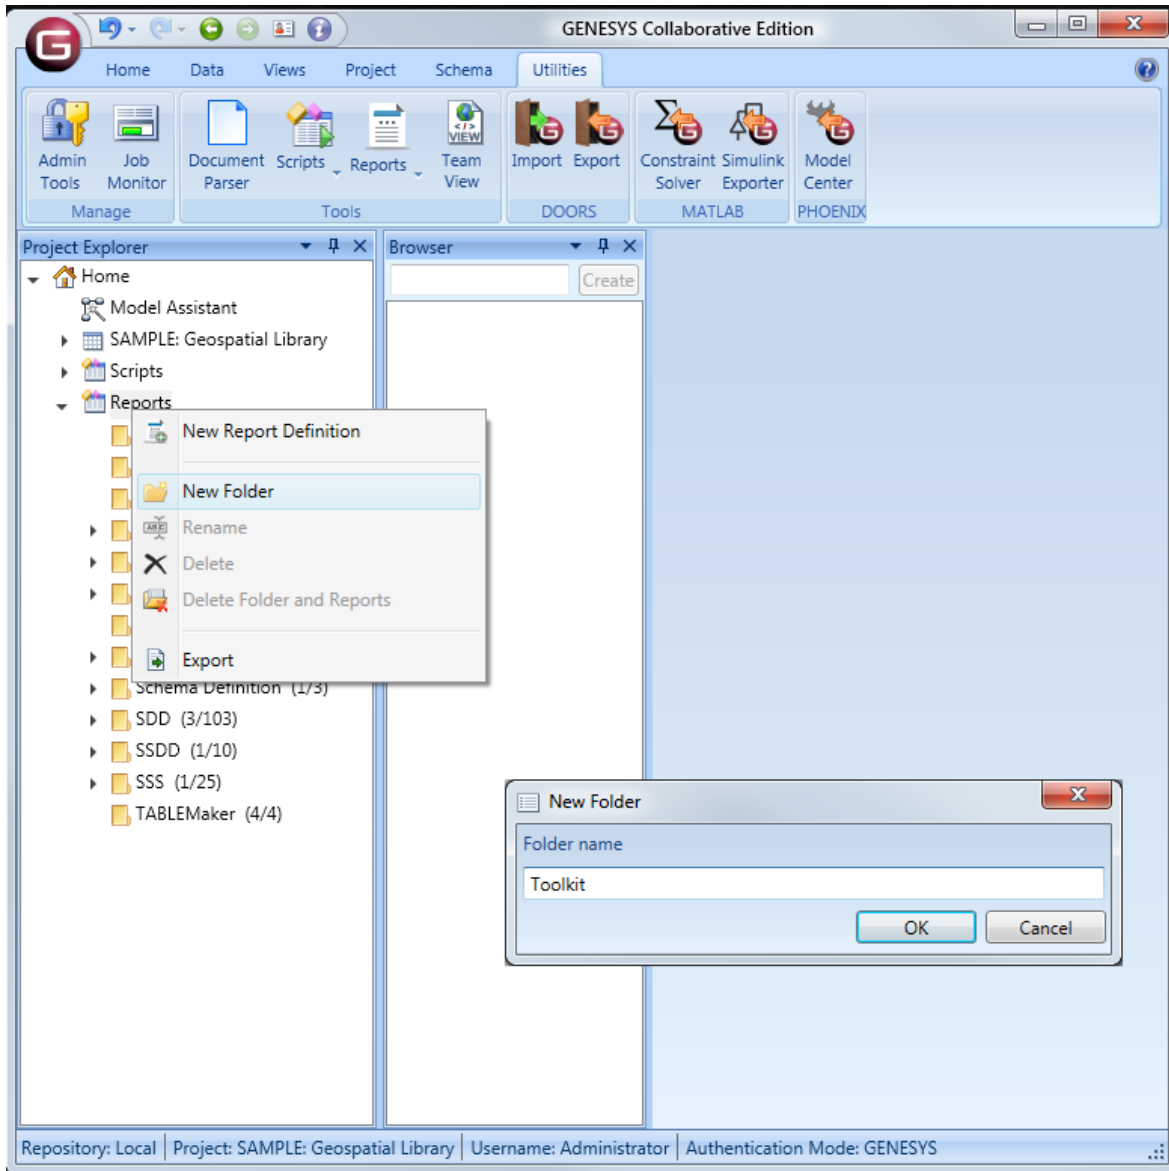 GENESYS Collaborative Edition
Home Data Views Project Schema Utilities
Admin Tools
Job Monitor
Document Parser
Scripts
Reports
Team View
Import
Export
Constraint Solver
Simulink Exporter
Model Center
Manage
Tools
DOORS
MATLAB
PHOENIX
Project Explorer
Browser
Create
Home
Model Assistant
SAMPLE: Geospatial Library
Scripts
Reports
New Report Definition
New Folder
Rename
Delete
Delete Folder and Reports
Export
Schema Definition (1/3)
SDD (3/103)
SSDD (1/10)
SSS (1/25)
TABLEMaker (4/4)
New Folder
Folder name
Toolkit
OK
Cancel
Repository: Local Project: SAMPLE: Geospatial Library Username: Administrator Authentication Mode: GENESYS